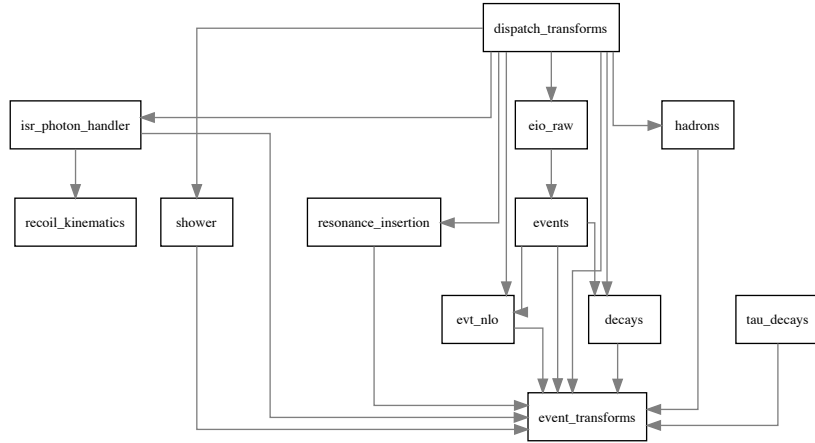 dispatch_transforms
isr_photon_handler
eio_raw
hadrons
recoil_kinematics
shower
resonance_insertion
events
evt_nlo
decays
tau_decays
event_transforms